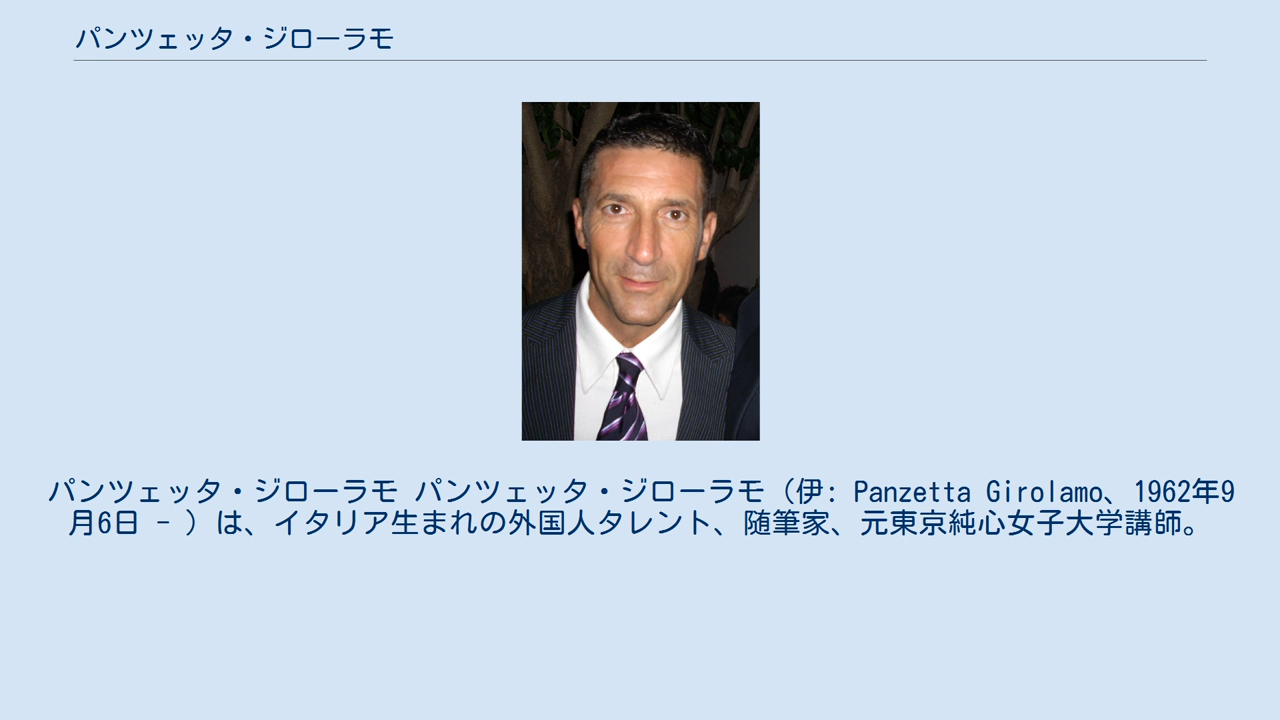 パンツェッタ・ジローラモ
パンツェッタ・ジローラモ パンツェッタ・ジローラモ（伊: Panzetta Girolamo、1962年9
月6日 - ）は、イタリア生まれの外国人タレント、随筆家、元東京純心女子大学講師。